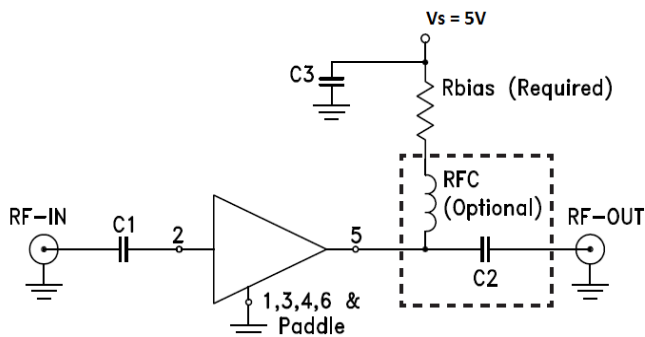 Vs = 5V
C3
Rbias (Required)
RFC
(Optional)
RF-IN
C1
2
5
RF-OUT
C2
1,3,4,6 &
Paddle